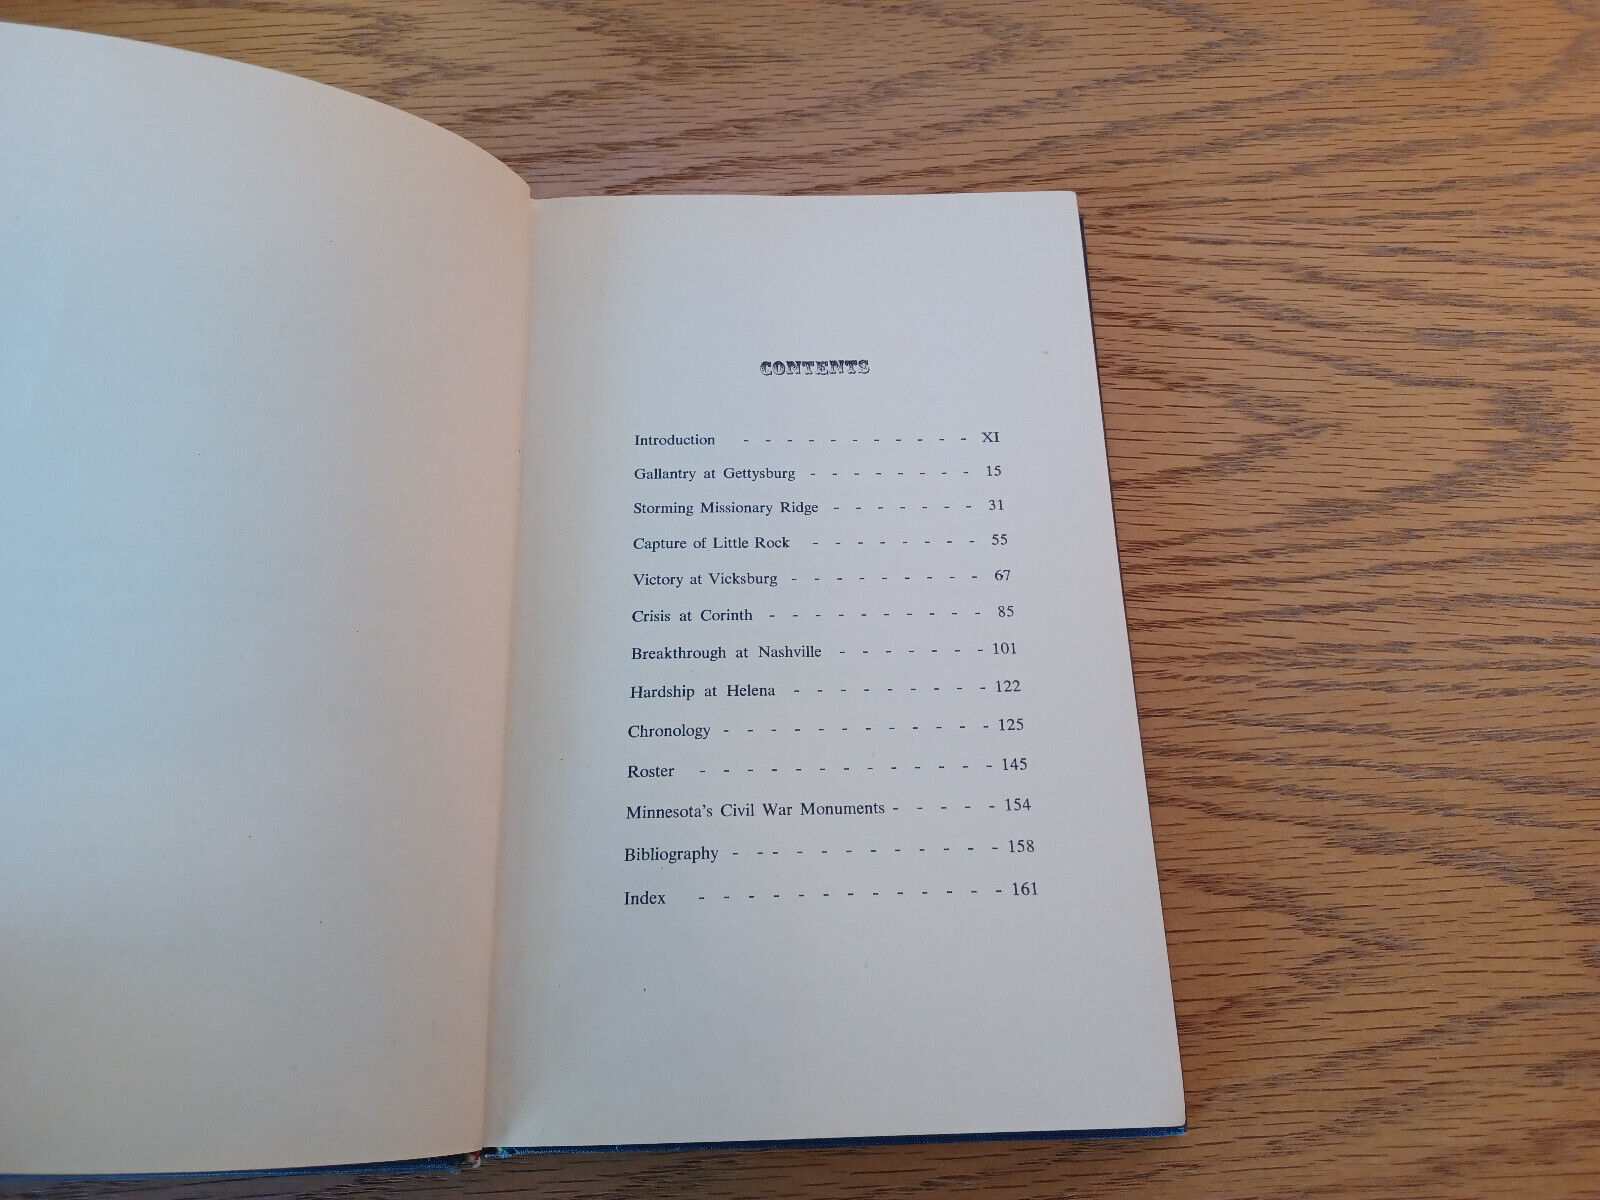 CONTENTS
Introduction - - - - - - - - - - - XI
Gallantry at Gettysburg - - - - - - - - 15
Storming Missionary Ridge - - - - - - - 31
Capture of Little Rock - - - - - - - - 55
Victory at Vicksburg - - - - - - - - - 67
Crisis at Corinth - - - - - - - - - - 85
Breakthrough at Nashville - - - - - - - 101
Hardship at Helena - - - - - - - - - 122
Chronology - - - - - - - - - - - - 125
Roster - - - - - - - - - - - - - 145
Minnesota's Civil War Monuments - - - - - 154
Bibliography - - - - - - - - - - - - 158
Index - - - - - - - - - - - - - 161